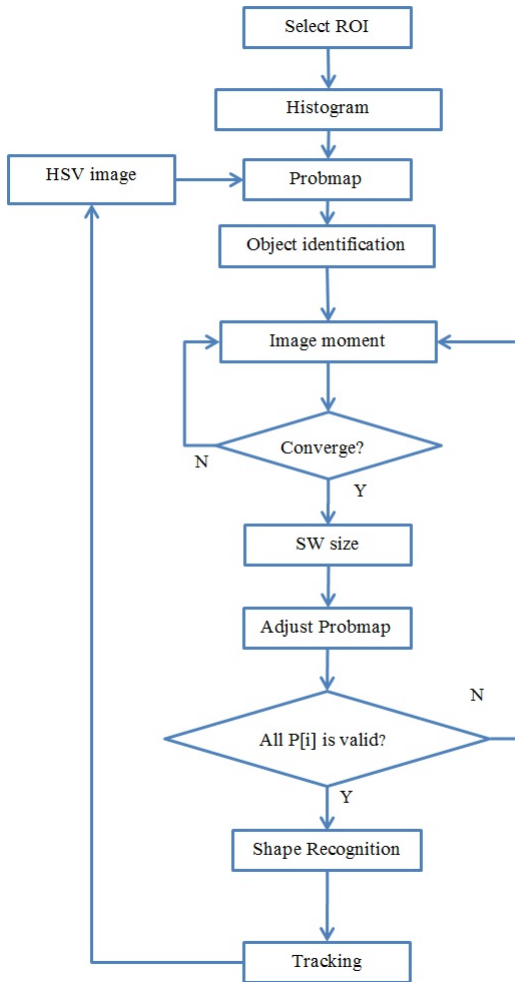 Select ROI
Histogram
HSV image
Probmap
Object identification
Image moment
Converge?
N
Y
SW size
Adjust Probmap
N
All P[i] is valid?
Y
Shape Recognition
Tracking